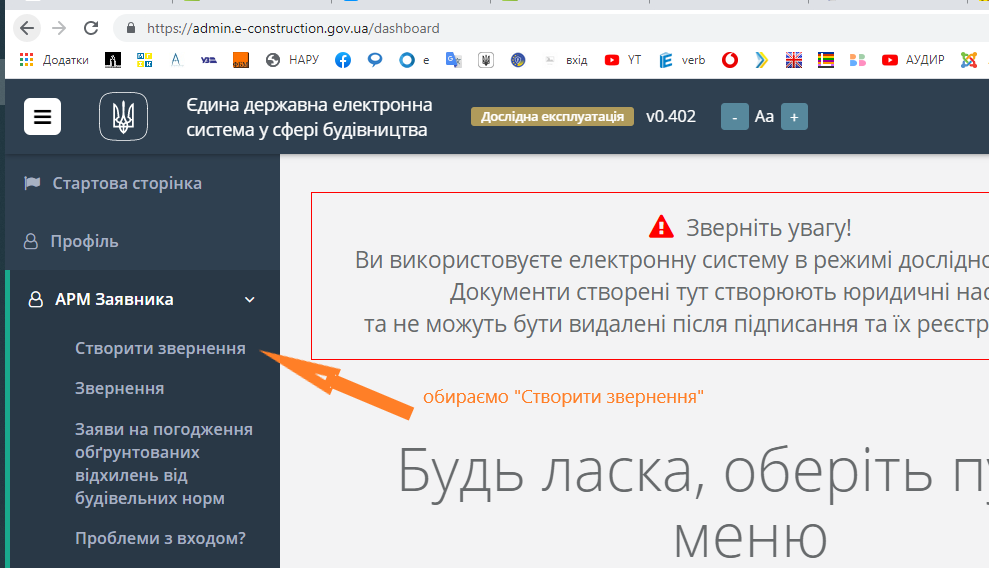 https://admin.e-construction.gov.ua/dashboard
Додатки
НАРУ
e
вхід
YT
verb
АУДИР
Єдина державна електронна
система у сфері будівництва
Дослідна експлуатація
v0.402
- Aa +
Стартова сторінка
Профіль
АРМ Заявника
Створити звернення
Звернення
Заяви на погодження
обґрунтованих
відхилень від
будівельних норм
Проблеми з входом?
Зверніть увагу!
Ви використовуєте електронну систему в режимі дослідно
Документи створені тут створюють юридичні нас
та не можуть бути видалені після підписання та їх реєстр
обираємо "Створити звернення"
Будь ласка, оберіть пу
меню